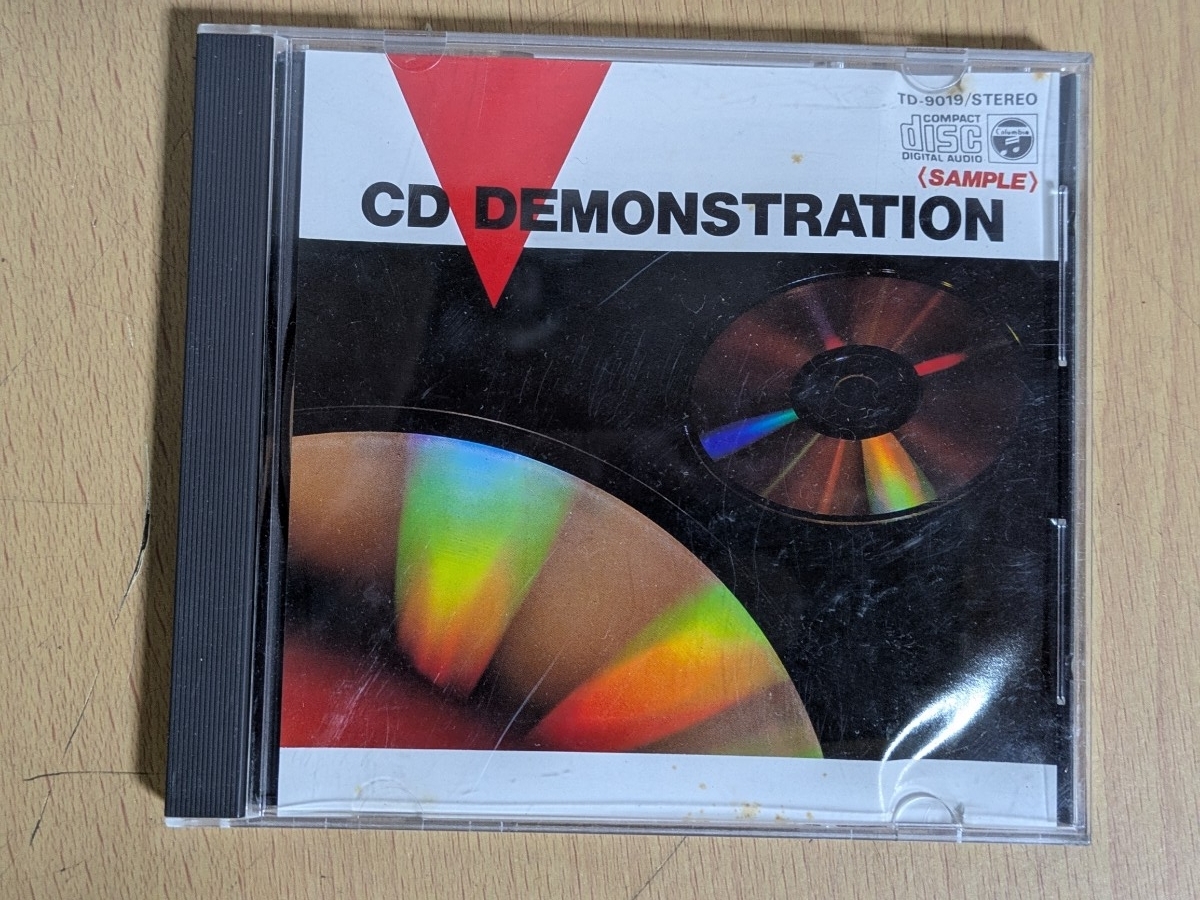 TD-9019/STEREO
COMPACT
disc
DIGITAL AUDIO
Columbia
〈SAMPLE〉
CD DEMONSTRATION